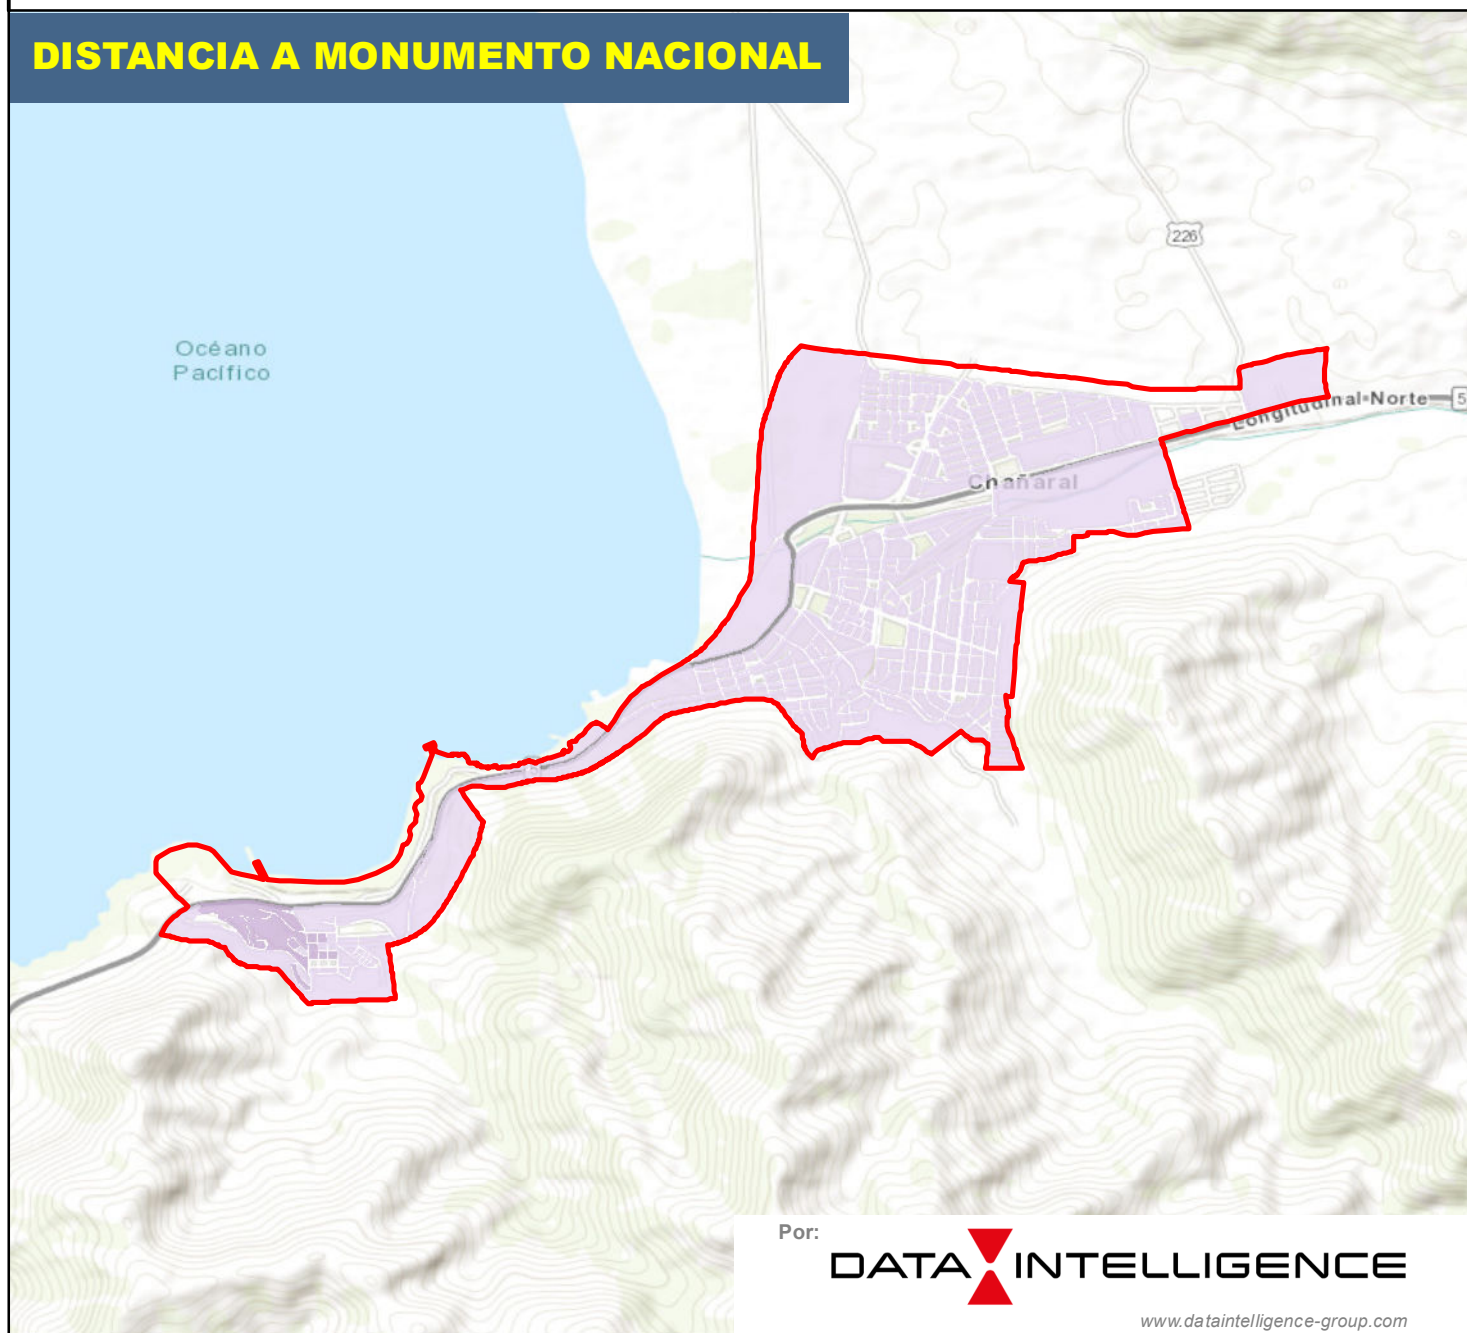 DISTANCIA A MONUMENTO NACIONAL
226
Océano
Pacífico
Longitudinal-Norte
5
Chañaral
Por:
DATA INTELLIGENCE
www.dataintelligence-group.com